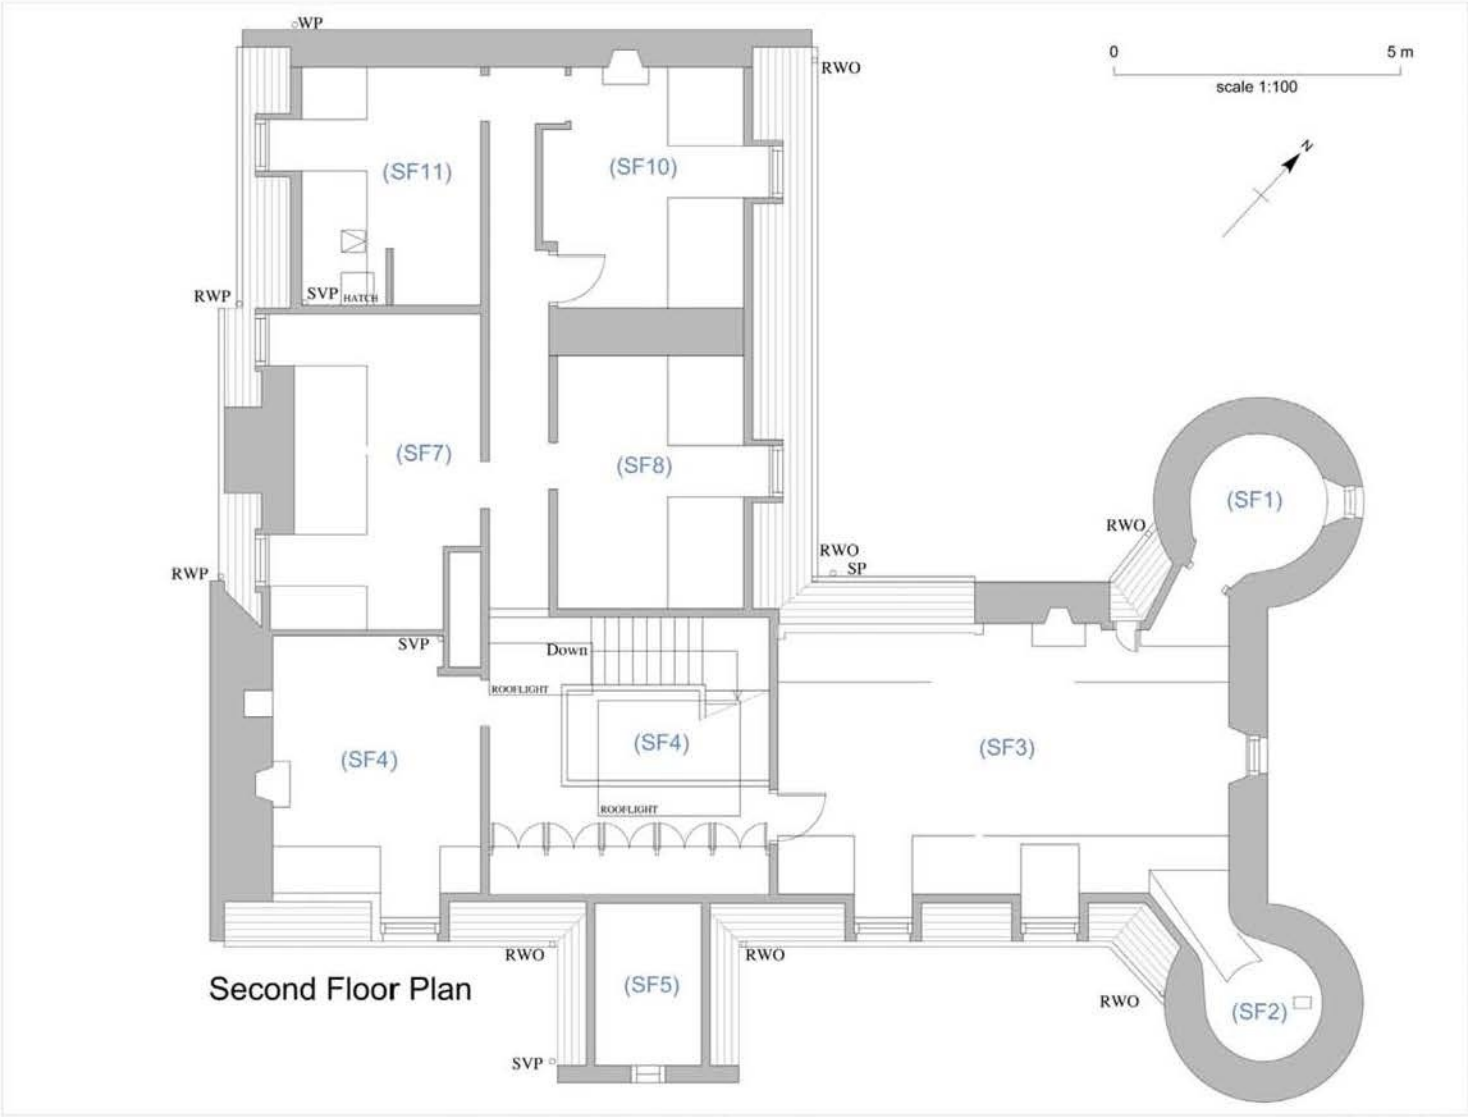 WP
RWO
0 5 m
scale 1:100
N
(SF11)
(SF10)
RWP
SVP
HATCH
(SF7)
(SF8)
(SF1)
RWO
RWO
SP
RWP
SVP
Down
ROOFLIGHT
(SF4)
(SF4)
(SF3)
ROOFLIGHT
RWO
RWO
Second Floor Plan
(SF5)
RWO
(SF2)
SVP